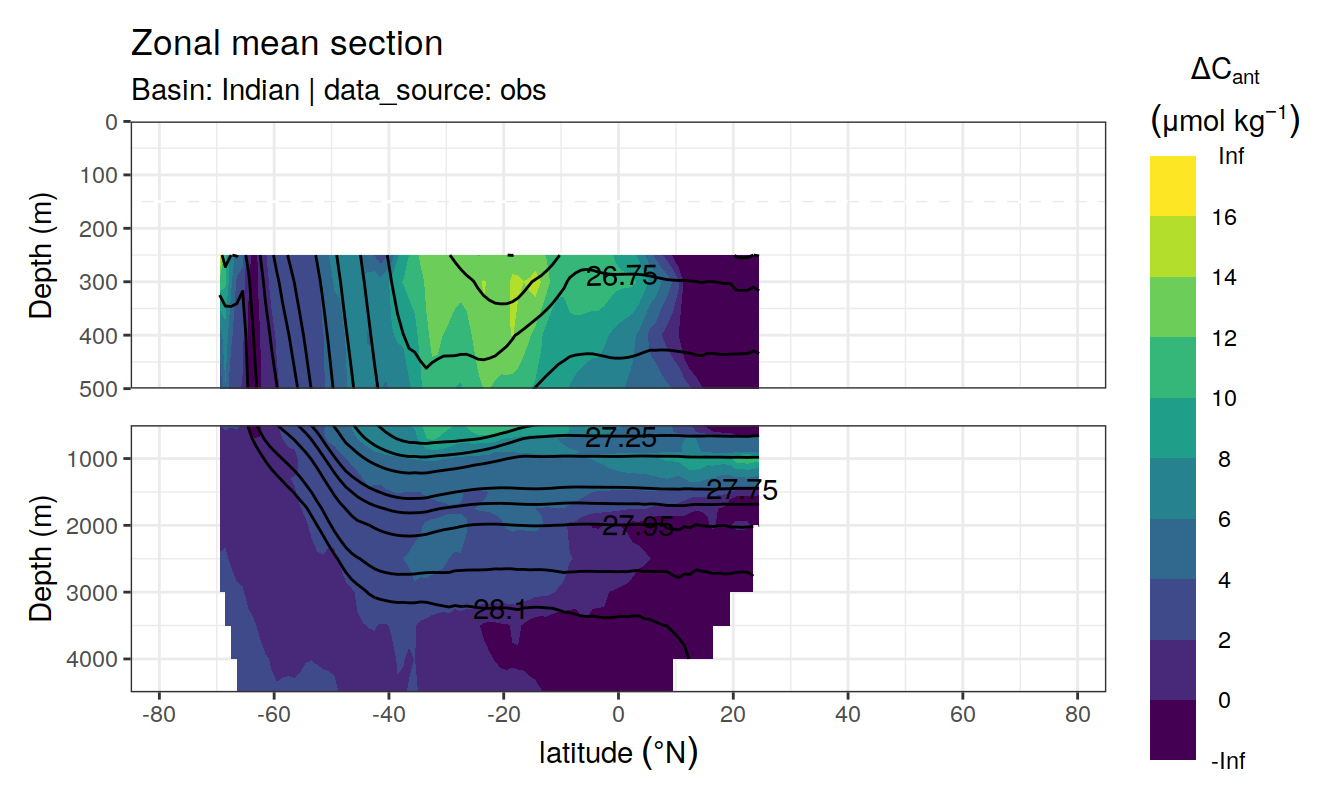 Zonal mean section
Basin: Indian | data_source: obs
Depth (m)
0
100
200
300
400
500
26.75
Depth (m)
1000
2000
3000
4000
27.25
27.75
27.95
28.1
-80 -60 -40 -20 0 20 40 60 80
latitude (°N)
ΔCant
(μmol kg−1)
Inf
16
14
12
10
8
6
4
2
0
-Inf